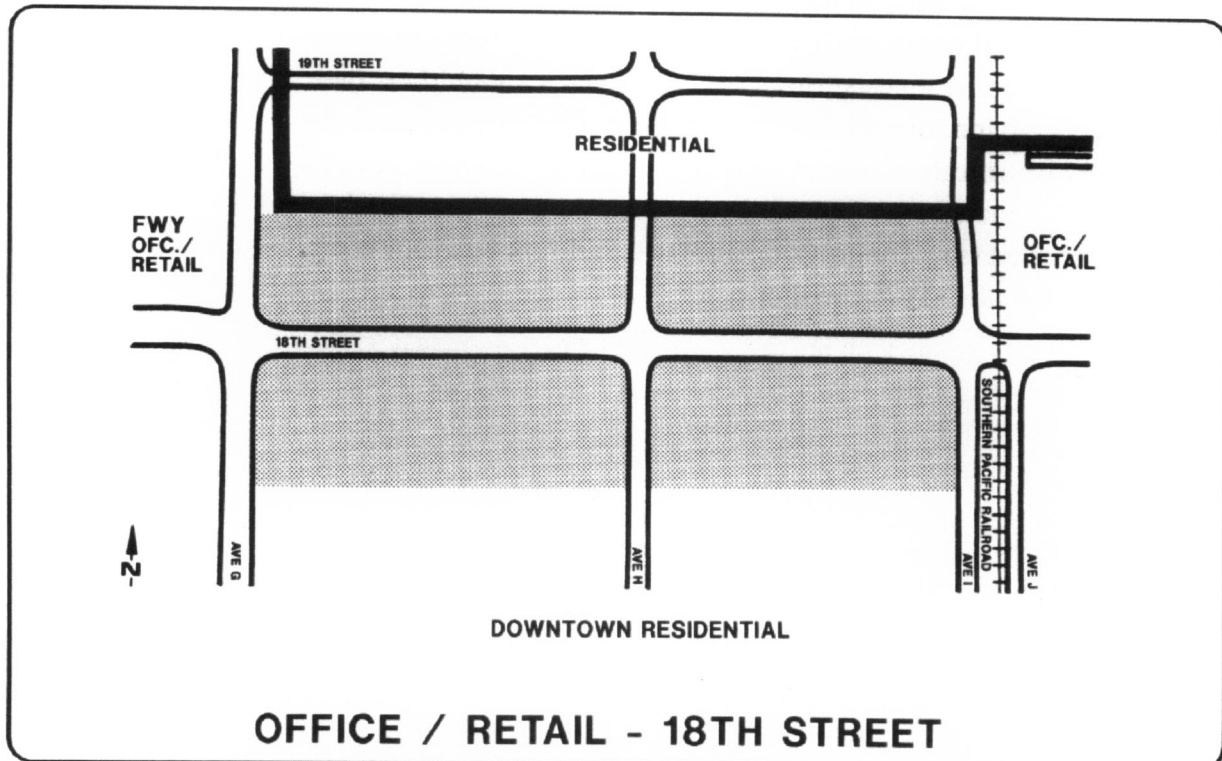 19TH STREET
RESIDENTIAL
FWY
OFC./
RETAIL
OFC./
RETAIL
18TH STREET
SOUTHERN PACIFIC RAILROAD
N
AVE G
AVE H
AVE I
AVE J
DOWNTOWN RESIDENTIAL
OFFICE / RETAIL - 18TH STREET